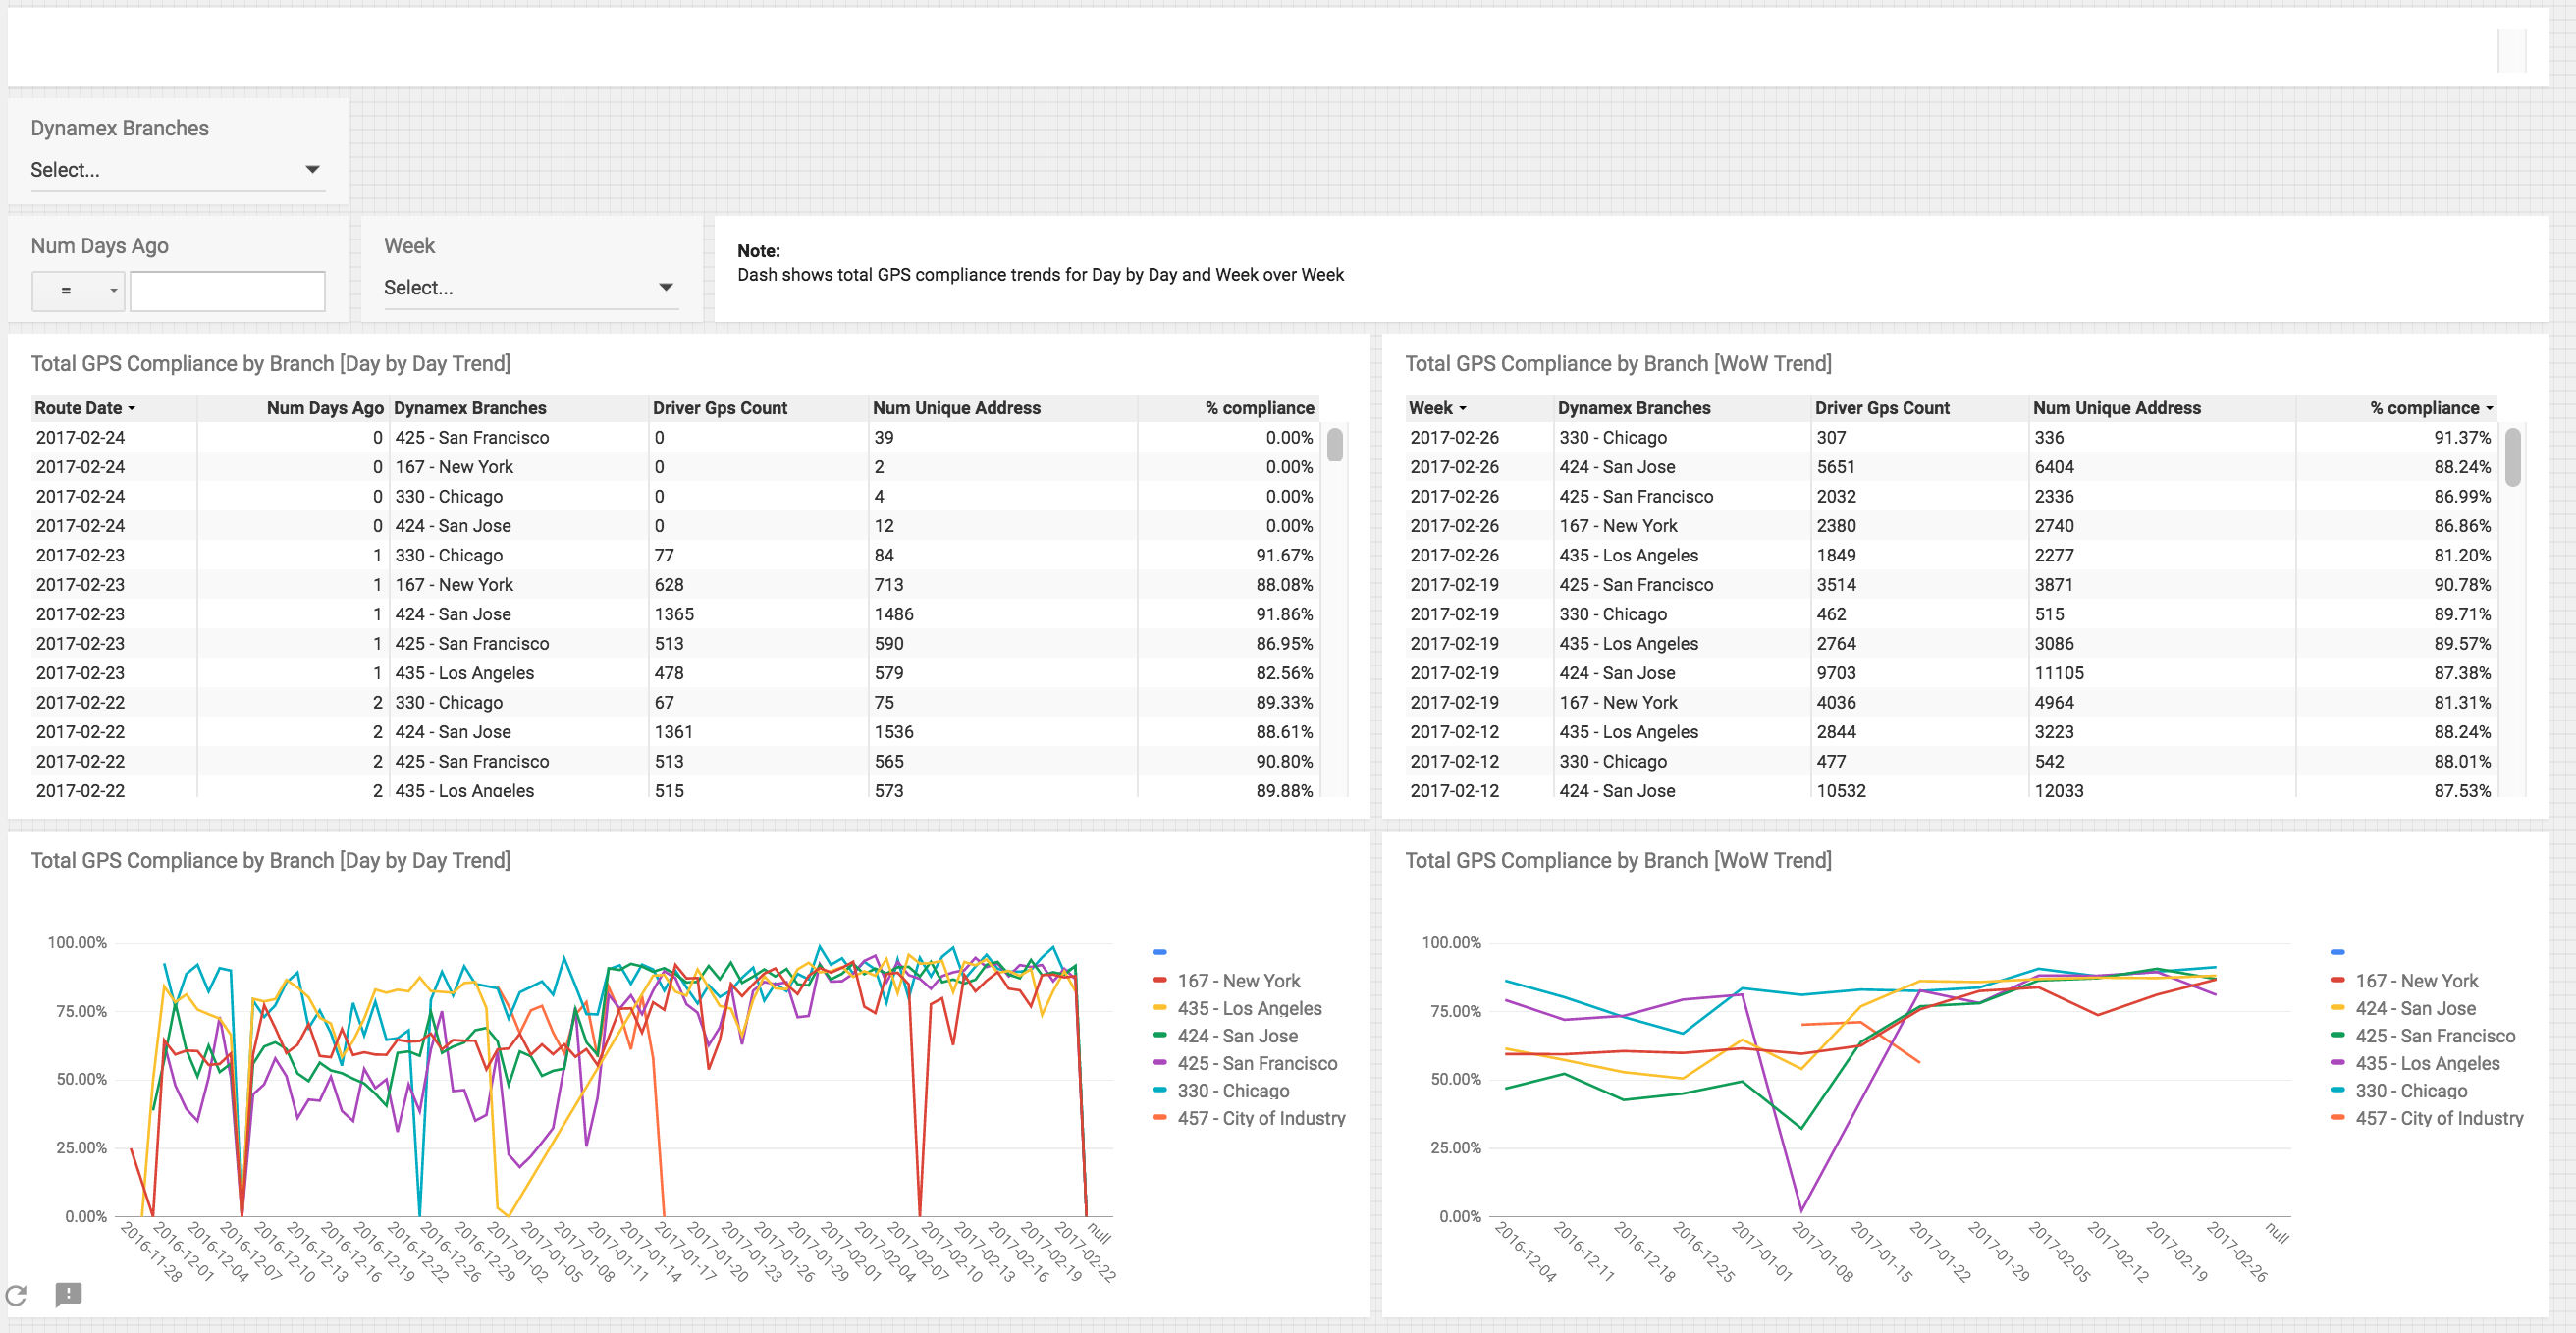 Dynamex Branches
Select...
Num Days Ago
=
Week
Select...
Note:
Dash shows total GPS compliance trends for Day by Day and Week over Week
Total GPS Compliance by Branch [Day by Day Trend]
Route Date Num Days Ago Dynamex Branches Driver Gps Count Num Unique Address % compliance
2017-02-24 0 425 - San Francisco 0 39 0.00%
2017-02-24 0 167 - New York 0 2 0.00%
2017-02-24 0 330 - Chicago 0 4 0.00%
2017-02-24 0 424 - San Jose 0 12 0.00%
2017-02-23 1 330 - Chicago 77 84 91.67%
2017-02-23 1 167 - New York 628 713 88.08%
2017-02-23 1 424 - San Jose 1365 1486 91.86%
2017-02-23 1 425 - San Francisco 513 590 86.95%
2017-02-23 1 435 - Los Angeles 478 579 82.56%
2017-02-22 2 330 - Chicago 67 75 89.33%
2017-02-22 2 424 - San Jose 1361 1536 88.61%
2017-02-22 2 425 - San Francisco 513 565 90.80%
2017-02-22 2 435 - Los Angeles 515 573 89.88%
Total GPS Compliance by Branch [WoW Trend]
Week Dynamex Branches Driver Gps Count Num Unique Address % compliance
2017-02-26 330 - Chicago 307 336 91.37%
2017-02-26 424 - San Jose 5651 6404 88.24%
2017-02-26 425 - San Francisco 2032 2336 86.99%
2017-02-26 167 - New York 2380 2740 86.86%
2017-02-26 435 - Los Angeles 1849 2277 81.20%
2017-02-19 425 - San Francisco 3514 3871 90.78%
2017-02-19 330 - Chicago 462 515 89.71%
2017-02-19 435 - Los Angeles 2764 3086 89.57%
2017-02-19 424 - San Jose 9703 11105 87.38%
2017-02-19 167 - New York 4036 4964 81.31%
2017-02-12 435 - Los Angeles 2844 3223 88.24%
2017-02-12 330 - Chicago 477 542 88.01%
2017-02-12 424 - San Jose 10532 12033 87.53%
Total GPS Compliance by Branch [Day by Day Trend]
100.00%
75.00%
50.00%
25.00%
0.00%
2016-11-28
2016-12-01
2016-12-04
2016-12-07
2016-12-10
2016-12-13
2016-12-16
2016-12-19
2016-12-22
2016-12-26
2016-12-29
2017-01-02
2017-01-05
2017-01-08
2017-01-11
2017-01-14
2017-01-17
2017-01-20
2017-01-23
2017-01-26
2017-01-29
2017-02-01
2017-02-04
2017-02-07
2017-02-10
2017-02-13
2017-02-16
2017-02-19
2017-02-22
null
167 - New York
435 - Los Angeles
424 - San Jose
425 - San Francisco
330 - Chicago
457 - City of Industry
Total GPS Compliance by Branch [WoW Trend]
100.00%
75.00%
50.00%
25.00%
0.00%
2016-12-04
2016-12-11
2016-12-18
2016-12-25
2017-01-01
2017-01-08
2017-01-15
2017-01-22
2017-01-29
2017-02-05
2017-02-12
2017-02-19
2017-02-26
null
167 - New York
424 - San Jose
425 - San Francisco
435 - Los Angeles
330 - Chicago
457 - City of Industry